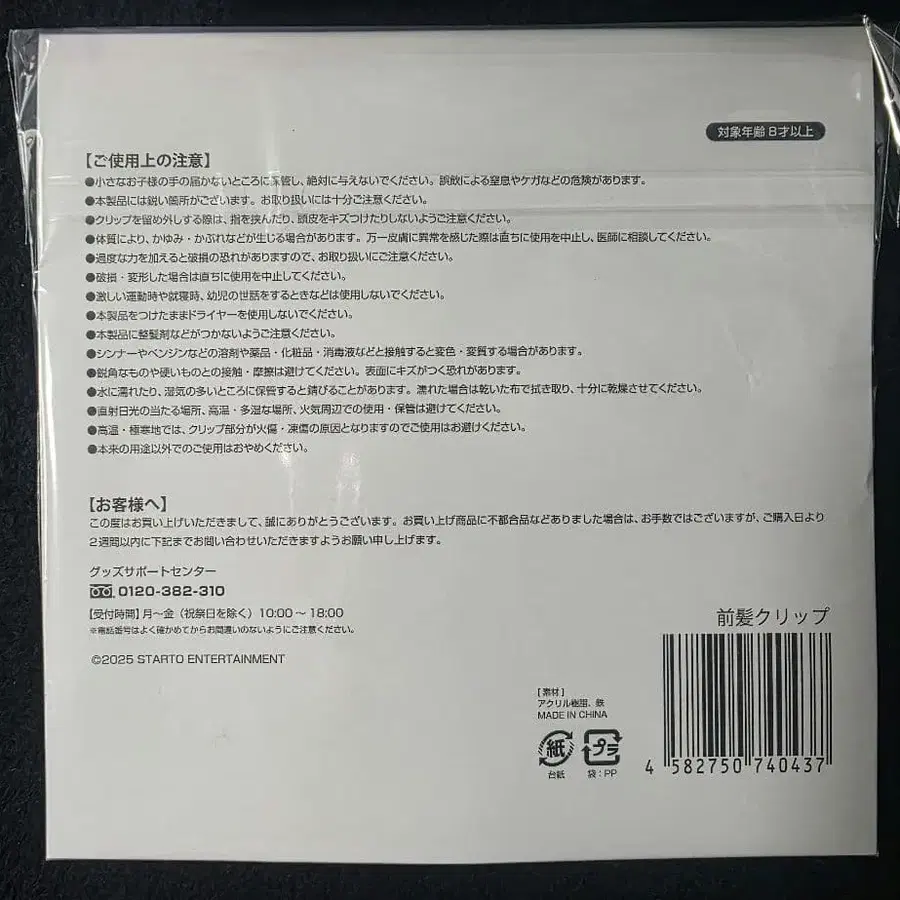 対象年齢8才以上
【ご使用上の注意】
●小さなお子様の手の届かないところに保管し、絶対に与えないでください。誤飲による窒息やケガなどの危険があります。
●本製品には鋭い箇所がございます。お取り扱いには十分ご注意ください。
●クリップを留め外しする際は、指を挟んだり、頭皮をキズつけたりしないようご注意ください。
●体質により、かゆみ・かぶれなどが生じる場合があります。万一皮膚に異常を感じた際は直ちに使用を中止し、医師に相談してください。
●過度な力を加えると破損の恐れがありますので、お取り扱いにご注意ください。
●破損・変形した場合は直ちに使用を中止してください。
●激しい運動時や就寝時、幼児の世話をするときなどは使用しないでください。
●本製品をつけたままドライヤーを使用しないでください。
●本製品に整髪剤などがつかないようご注意ください。
●シンナーやベンジンなどの溶剤や薬品・化粧品・消毒液などと接触すると変色・変質する場合があります。
●鋭角なものや硬いものとの接触・摩擦は避けてください。表面にキズがつく恐れがあります。
●水に濡れたり、湿気の多いところに保管すると錆びることがあります。濡れた場合は乾いた布で拭き取り、十分に乾燥させてください。
●直射日光の当たる場所、高温・多湿な場所、火気周辺での使用・保管は避けてください。
●高温・極寒地では、クリップ部分が火傷・凍傷の原因となりますのでご使用はお避けください。
●本来の用途以外でのご使用はおやめください。
【お客様へ】
この度はお買い上げいただきまして、誠にありがとうございます。お買い上げ商品に不都合品などありました場合は、お手数ではございますが、ご購入日より
2週間以内に下記までお問い合わせいただきますようお願い申し上げます。
グッズサポートセンター
0120-382-310
【受付時間】月～金（祝祭日を除く）10:00～18:00
※電話番号はよく確かめてからお間違いのないようにご注意ください。
©2025 STARTO ENTERTAINMENT
前髪クリップ
[素材]
アクリル樹脂、鉄
MADE IN CHINA
紙
プラ
台紙
袋：PP
4 582750 740437